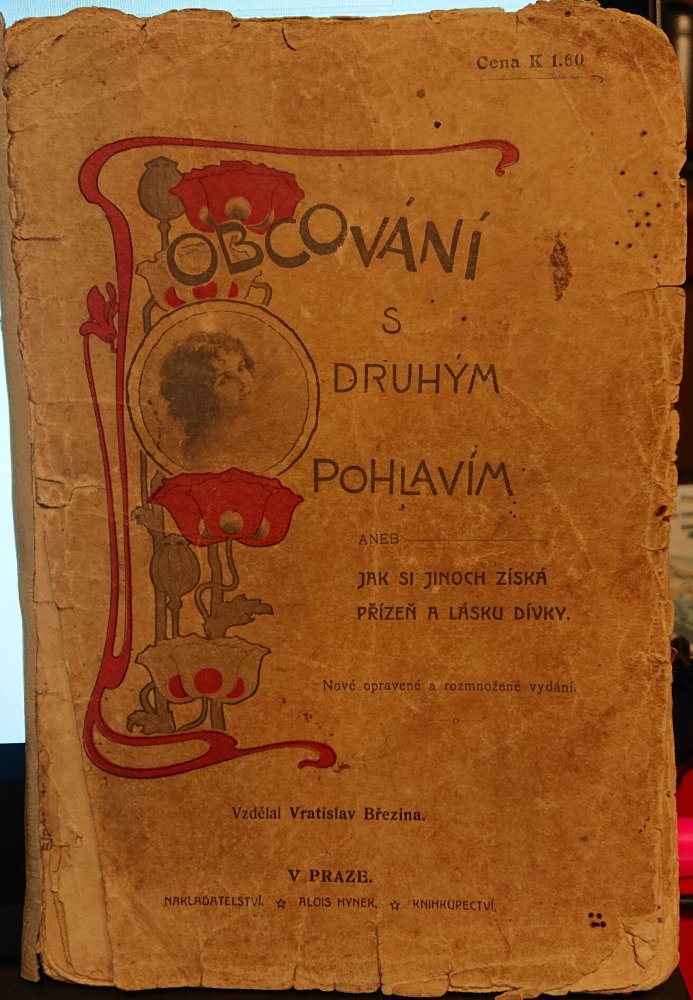 Cena K 1.60
OBCOVÁNÍ
S
DRUHÝM
POHLAVÍM
ANEB
JAK SI JINOCH ZÍSKÁ
PŘÍZEŇ A LÁSKU DÍVKY.
Nové opravené a rozmnožené vydání.
Vzdělal Vratislav Březina.
V PRAZE.
NAKLADATELSTVÍ. ☆ ALOIS HYNEK. ☆ KNIHKUPECTVÍ.